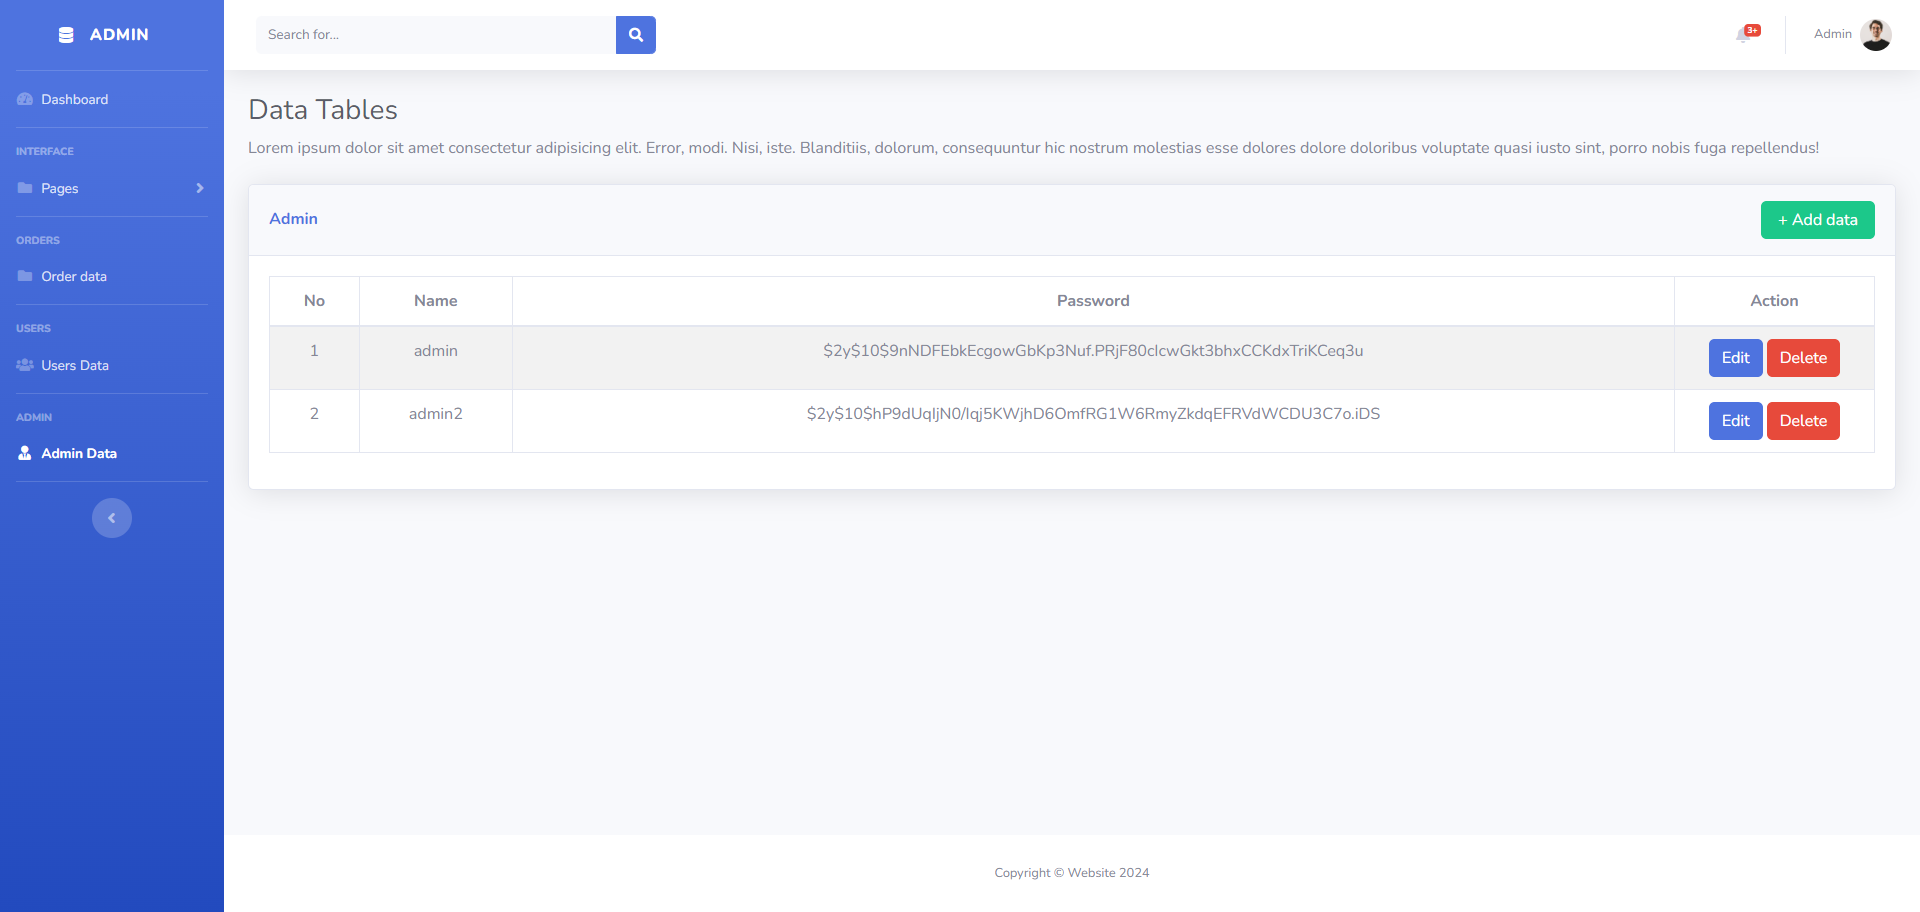 ADMIN
Search for...
3+
Admin
Dashboard
INTERFACE
Pages
ORDERS
Order data
USERS
Users Data
ADMIN
Admin Data
Data Tables
Lorem ipsum dolor sit amet consectetur adipisicing elit. Error, modi. Nisi, iste. Blanditiis, dolorum, consequuntur hic nostrum molestias esse dolores dolore doloribus voluptate quasi iusto sint, porro nobis fuga repellendus!
Admin
+ Add data
No Name Password Action
1 admin $2y$10$9nNDFEbkEcgowGbKp3Nuf.PRjF80cIcwGkt3bhxCCKdxTriKCeq3u Edit Delete
2 admin2 $2y$10$hP9dUqIjN0/Iqj5KWjhD6OmfRG1W6RmyZkdqEFRVdWCDU3C7o.iDS Edit Delete
Copyright © Website 2024